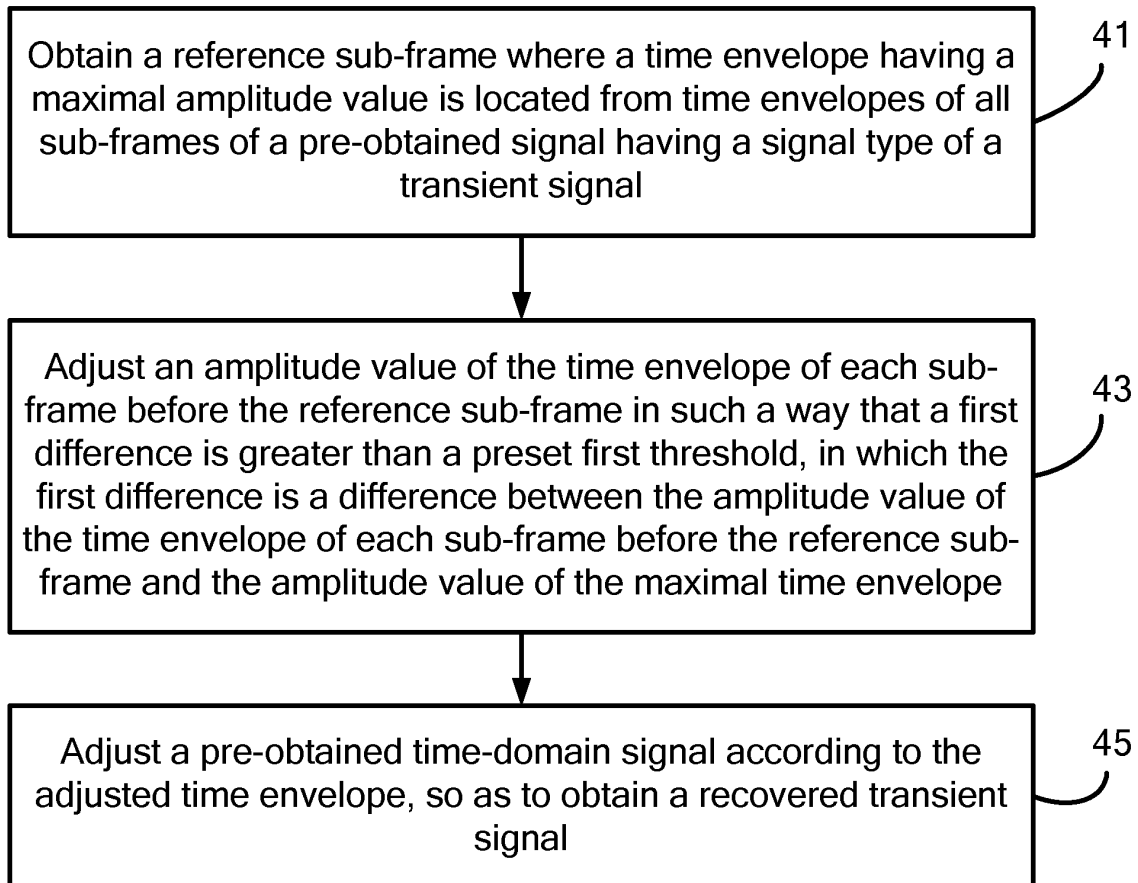 41
Obtain a reference sub-frame where a time envelope having a
maximal amplitude value is located from time envelopes of all
sub-frames of a pre-obtained signal having a signal type of a
transient signal
43
Adjust an amplitude value of the time envelope of each sub-
frame before the reference sub-frame in such a way that a first
difference is greater than a preset first threshold, in which the
first difference is a difference between the amplitude value of
the time envelope of each sub-frame before the reference sub-
frame and the amplitude value of the maximal time envelope
45
Adjust a pre-obtained time-domain signal according to the
adjusted time envelope, so as to obtain a recovered transient
signal